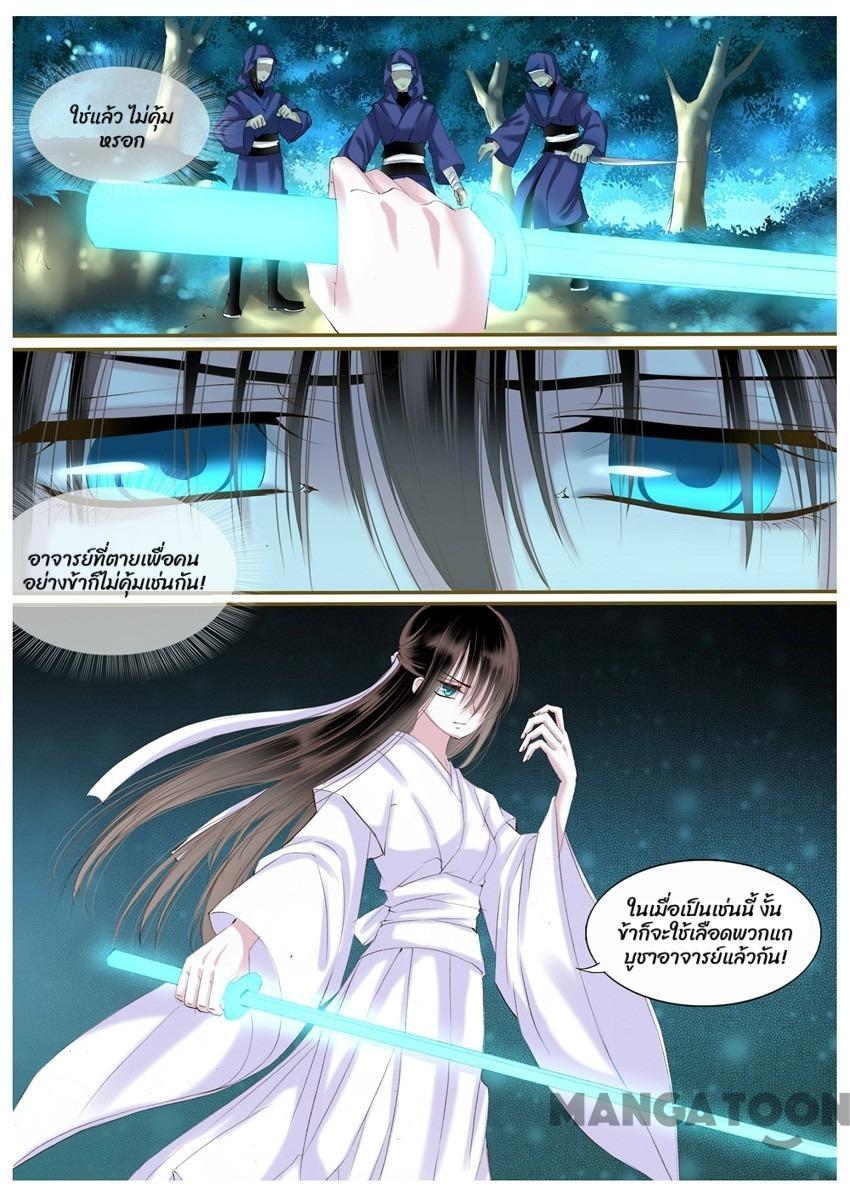 ใช่แล้ว ไม่คุ้ม
หรอก
อาจารย์ที่ตายเพื่อคน
อย่างข้าก็ไม่คุ้มเช่นกัน!
ในเมื่อเป็นเช่นนี้ งั้น
ข้าก็จะใช้เลือดพวกแก
บูชาอาจารย์แล้วกัน!
MANGATOON